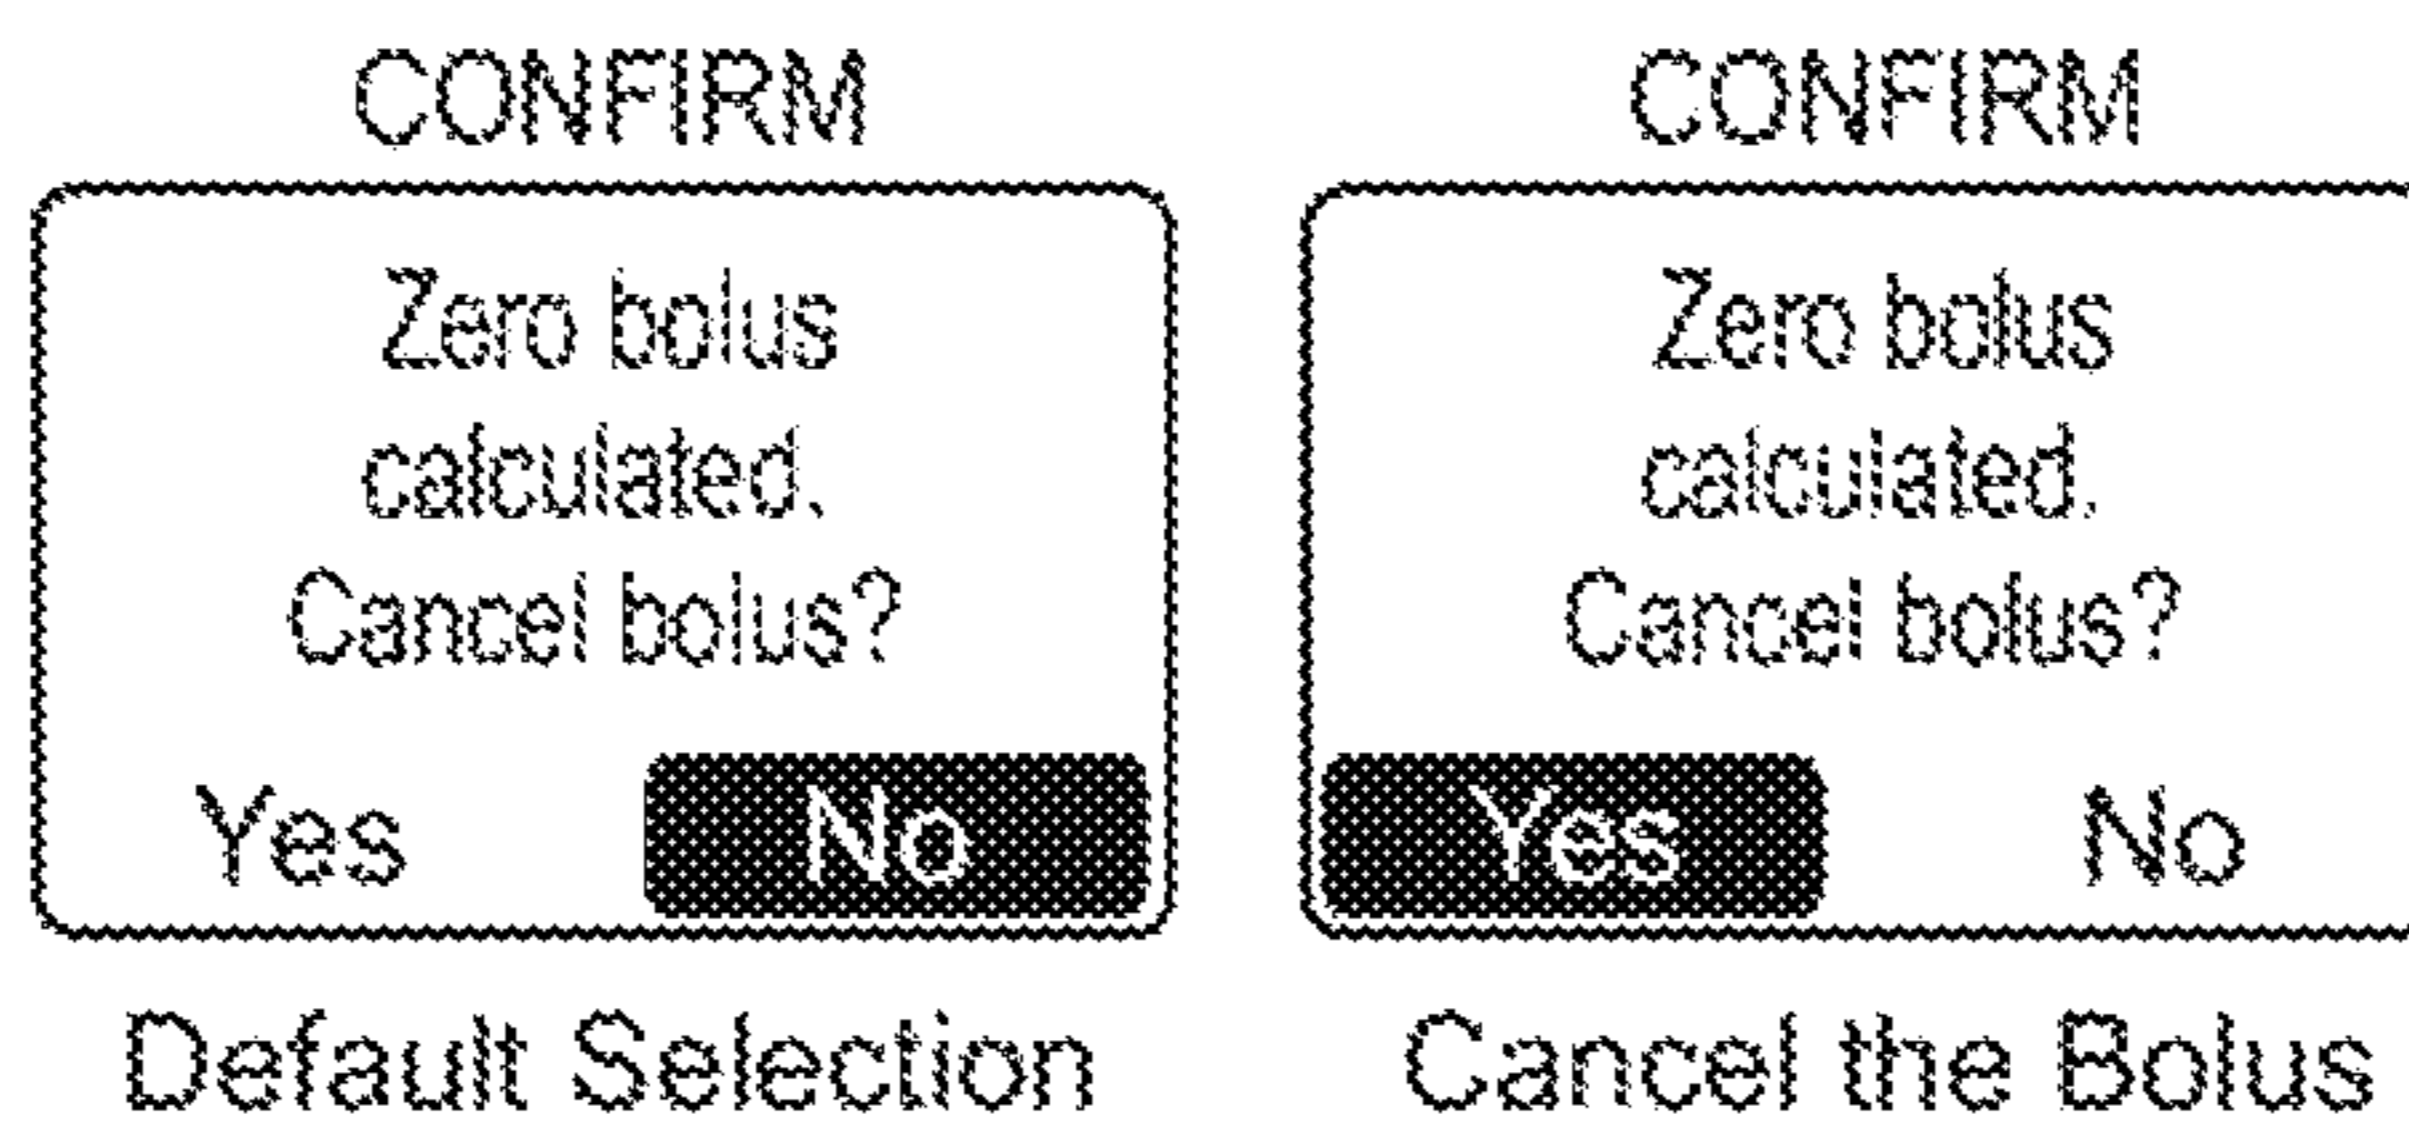 CONFIRM
Zero bolus
calculated.
Cancel bolus?
Yes No
Default Selection
CONFIRM
Zero bolus
calculated.
Cancel bolus?
Yes No
Cancel the Bolus